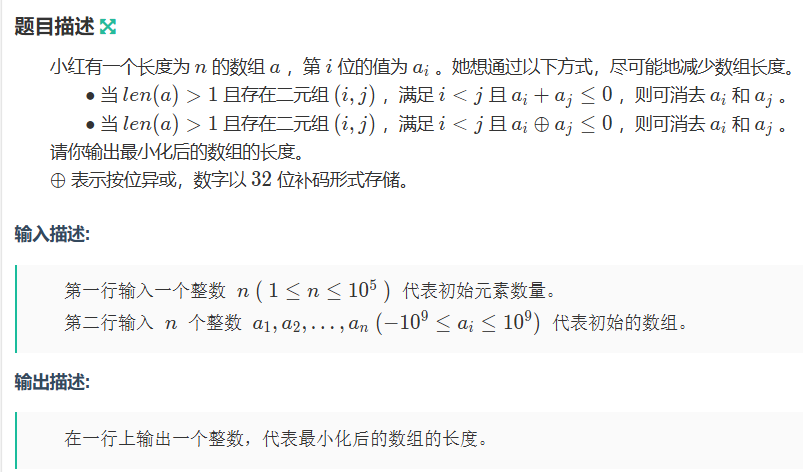 题目描述
小红有一个长度为 n 的数组 a ，第 i 位的值为 a_i 。她想通过以下方式，尽可能地减少数组长度。
● 当 len(a) > 1 且存在二元组 (i, j) ，满足 i < j 且 a_i + a_j ≤ 0 ，则可消去 a_i 和 a_j 。
● 当 len(a) > 1 且存在二元组 (i, j) ，满足 i < j 且 a_i ⊕ a_j ≤ 0 ，则可消去 a_i 和 a_j 。
请你输出最小化后的数组的长度。
⊕ 表示按位异或，数字以 32 位补码形式存储。
输入描述:
第一行输入一个整数 n ( 1 ≤ n ≤ 10^5 ) 代表初始元素数量。
第二行输入 n 个整数 a_1, a_2, . . . , a_n (−10^9 ≤ a_i ≤ 10^9) 代表初始的数组。
输出描述:
在一行上输出一个整数，代表最小化后的数组的长度。